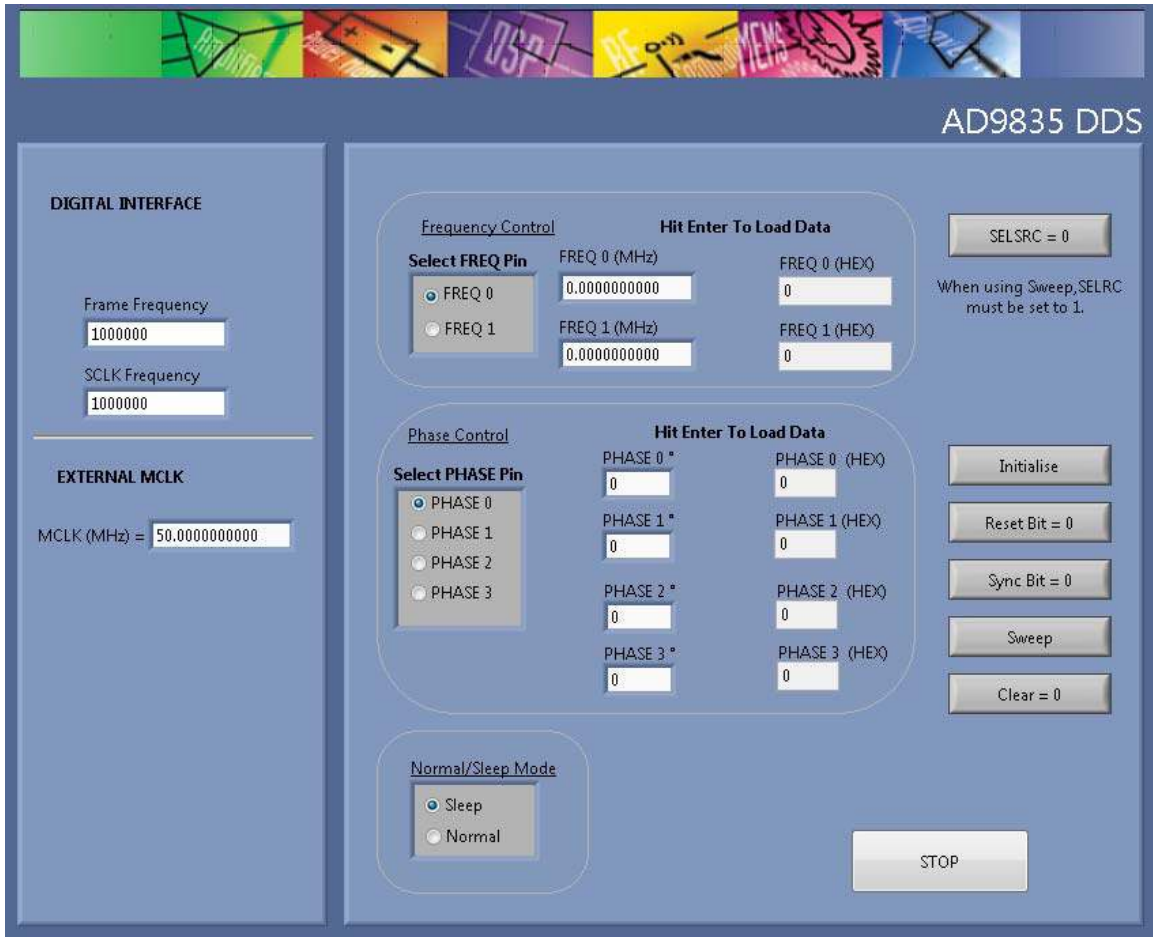 Amplifier
Power
DSP
RF
MEMS
AD9835 DDS
DIGITAL INTERFACE
Frame Frequency
1000000
SCLK Frequency
1000000
EXTERNAL MCLK
MCLK (MHz) = 50.0000000000
Frequency Control
Hit Enter To Load Data
Select FREQ Pin
FREQ 0
FREQ 1
FREQ 0 (MHz)
0.0000000000
FREQ 0 (HEX)
0
FREQ 1 (MHz)
0.0000000000
FREQ 1 (HEX)
0
SELSRC = 0
When using Sweep,SELRC
must be set to 1.
Phase Control
Hit Enter To Load Data
Select PHASE Pin
PHASE 0
PHASE 1
PHASE 2
PHASE 3
PHASE 0 °
0
PHASE 0 (HEX)
0
PHASE 1 °
0
PHASE 1 (HEX)
0
PHASE 2 °
0
PHASE 2 (HEX)
0
PHASE 3 °
0
PHASE 3 (HEX)
0
Initialise
Reset Bit = 0
Sync Bit = 0
Sweep
Clear = 0
Normal/Sleep Mode
Sleep
Normal
STOP